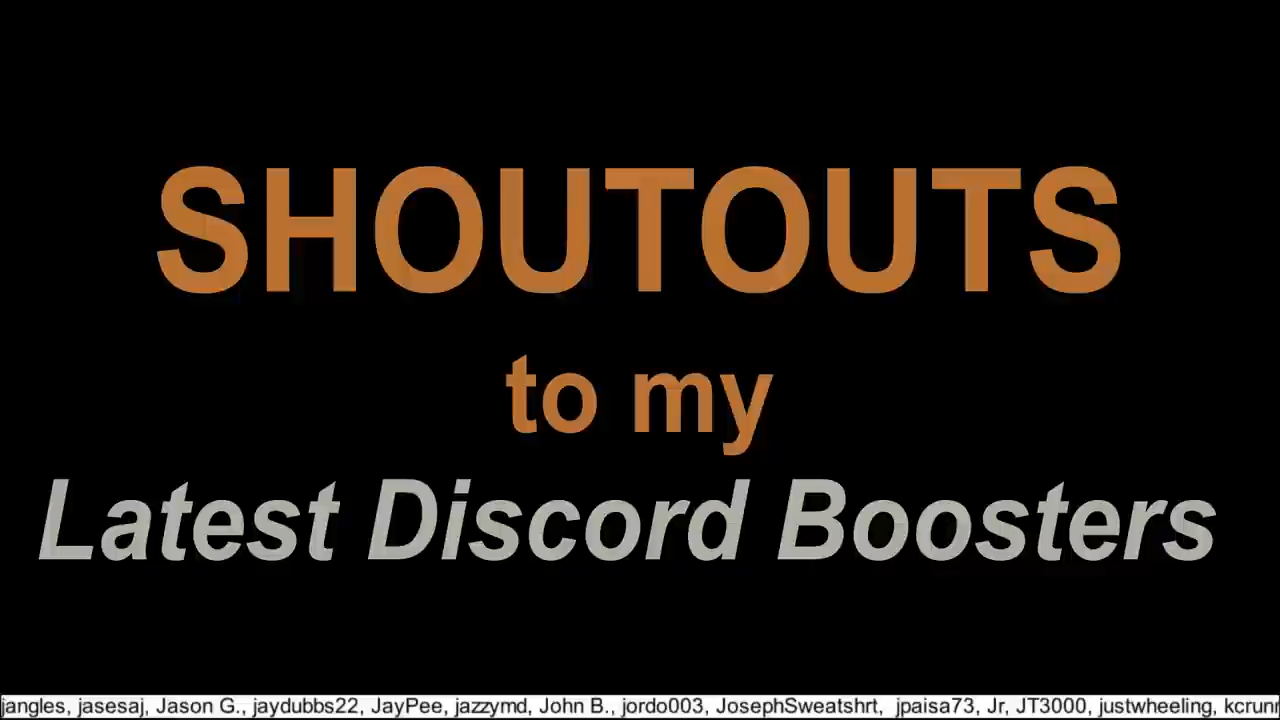 SHOUTOUTS
to my
Latest Discord Boosters
jangles, jasesaj, Jason G., jaydubbs22, JayPee, jazzymd, John B., jordo003, JosephSweatshrt, jpaisa73, Jr, JT3000, justwheeling,